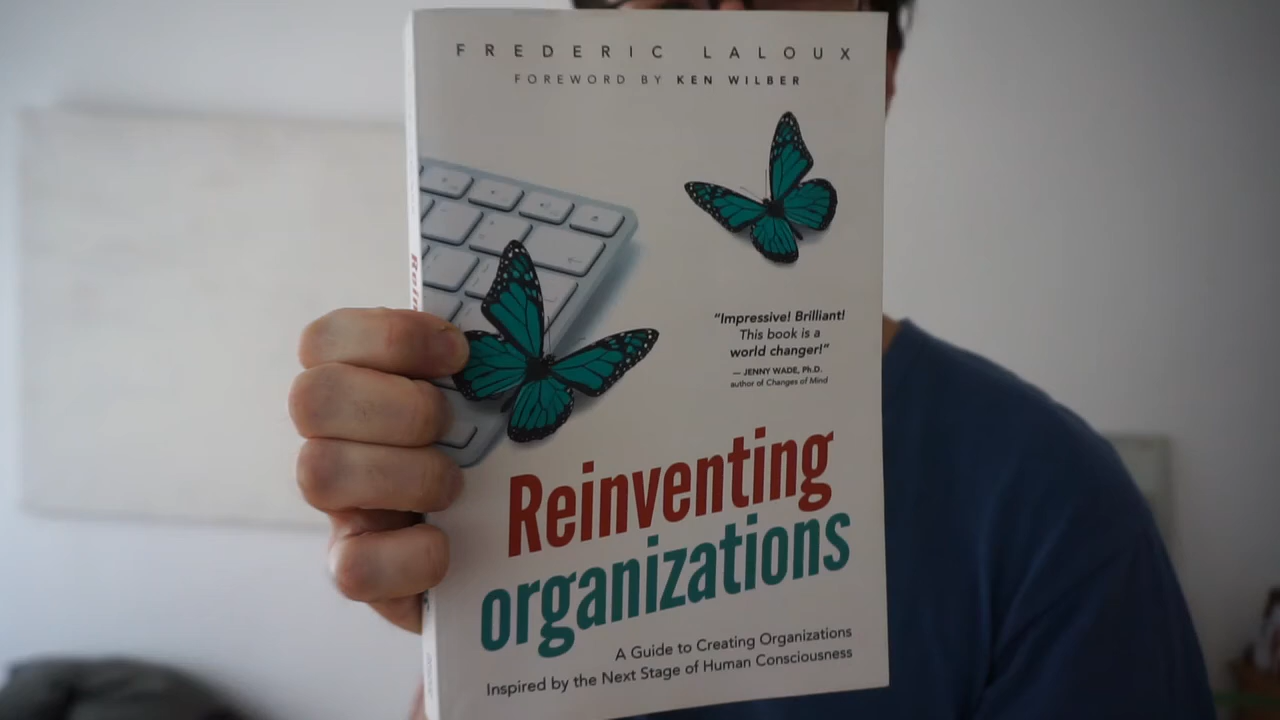 FREDERIC LALOUX
FOREWORD BY KEN WILBER
“Impressive! Brilliant!
This book is a
world changer!”
— JENNY WADE, Ph.D.
author of Changes of Mind
Reinventing
organizations
A Guide to Creating Organizations
Inspired by the Next Stage of Human Consciousness